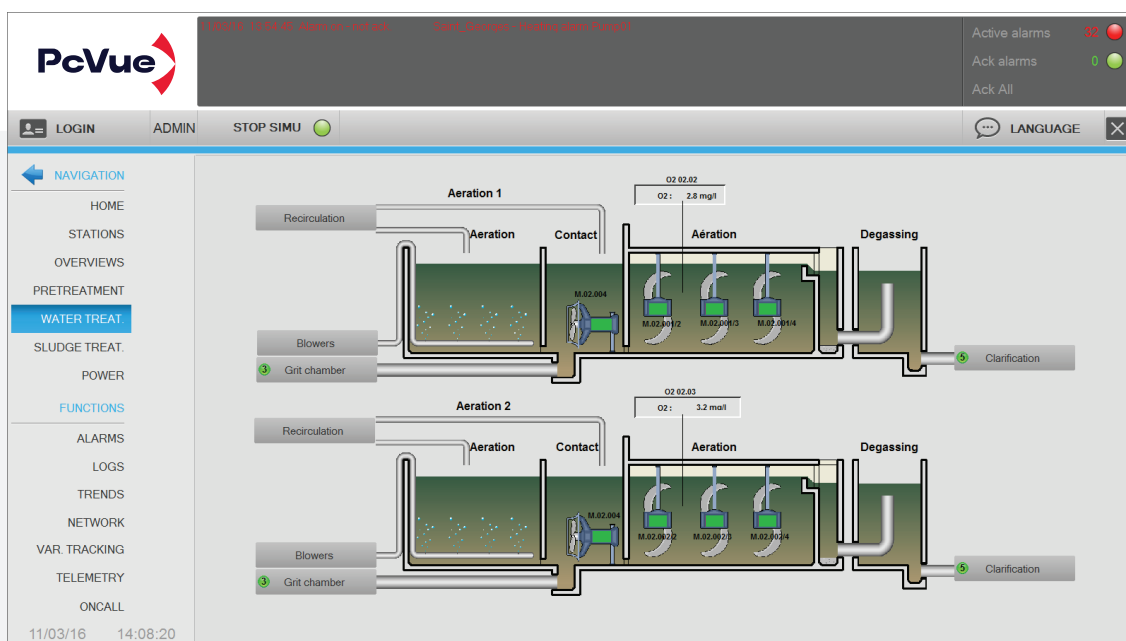 PcVue
Active alarms 32
Ack alarms 0
Ack All
LOGIN ADMIN STOP SIMU LANGUAGE
NAVIGATION
HOME
STATIONS
OVERVIEWS
PRETREATMENT
WATER TREAT.
SLUDGE TREAT.
POWER
FUNCTIONS
ALARMS
LOGS
TRENDS
NETWORK
VAR. TRACKING
TELEMETRY
ONCALL
11/03/16 14:08:20
O2 02.02
O2 : 2.8 mg/l
Aeration 1
Recirculation
Aeration Contact Aération Degassing
M.02.004
M.02.001/2 M.02.001/3 M.02.001/4
Blowers
3 Grit chamber
5 Clarification
O2 02.03
O2 : 3.2 mg/l
Aeration 2
Recirculation
Aeration Contact Aeration Degassing
M.02.004
M.02.002/2 M.02.002/3 M.02.002/4
Blowers
3 Grit chamber
5 Clarification